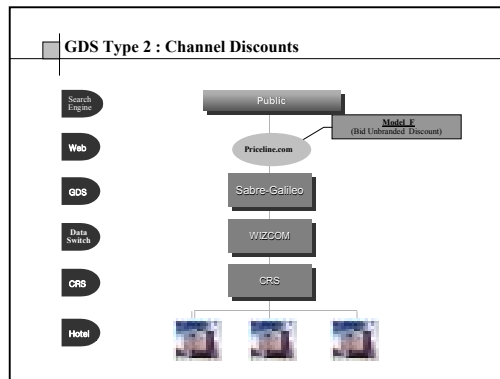 GDS Type 2 : Channel Discounts
Search
Engine
Public
Model F
(Bid Unbranded Discount)
Web
Priceline.com
GDS
Sabre-Galileo
Data
Switch
WIZCOM
CRS
CRS
Hotel